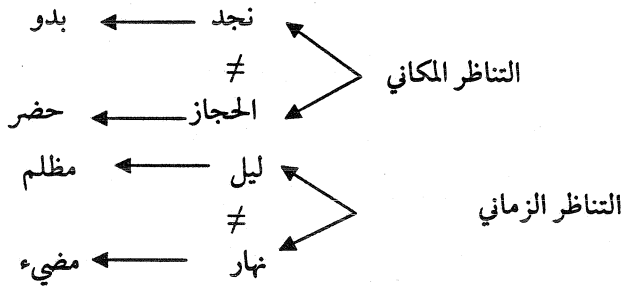 نجد بدو
≠
التناظر المكاني
الحجاز حضر
ليل مظلم
≠
التناظر الزماني
نهار مضيء